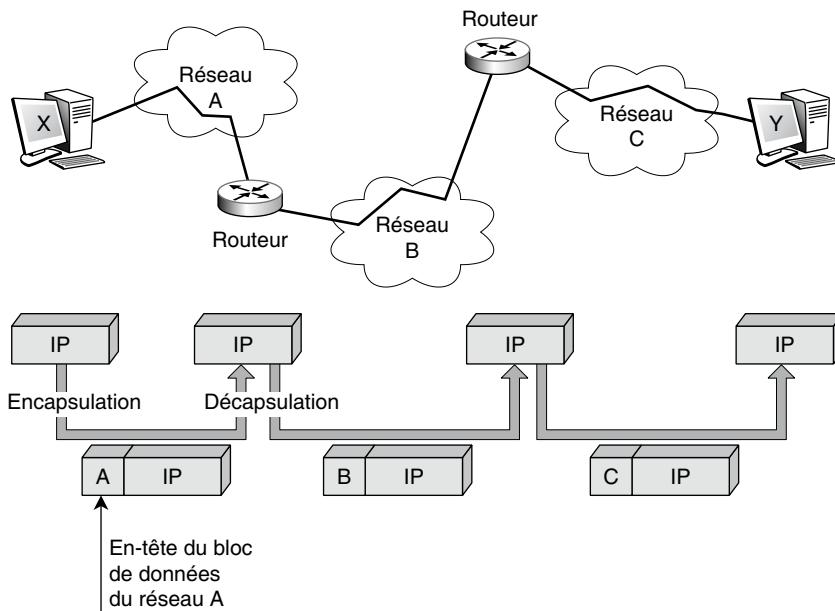 Routeur
Réseau
A
X
Réseau
C
Y
Routeur
Réseau
B
IP
IP
IP
IP
Encapsulation
Décapsulation
A
IP
B
IP
C
IP
En-tête du bloc
de données
du réseau A